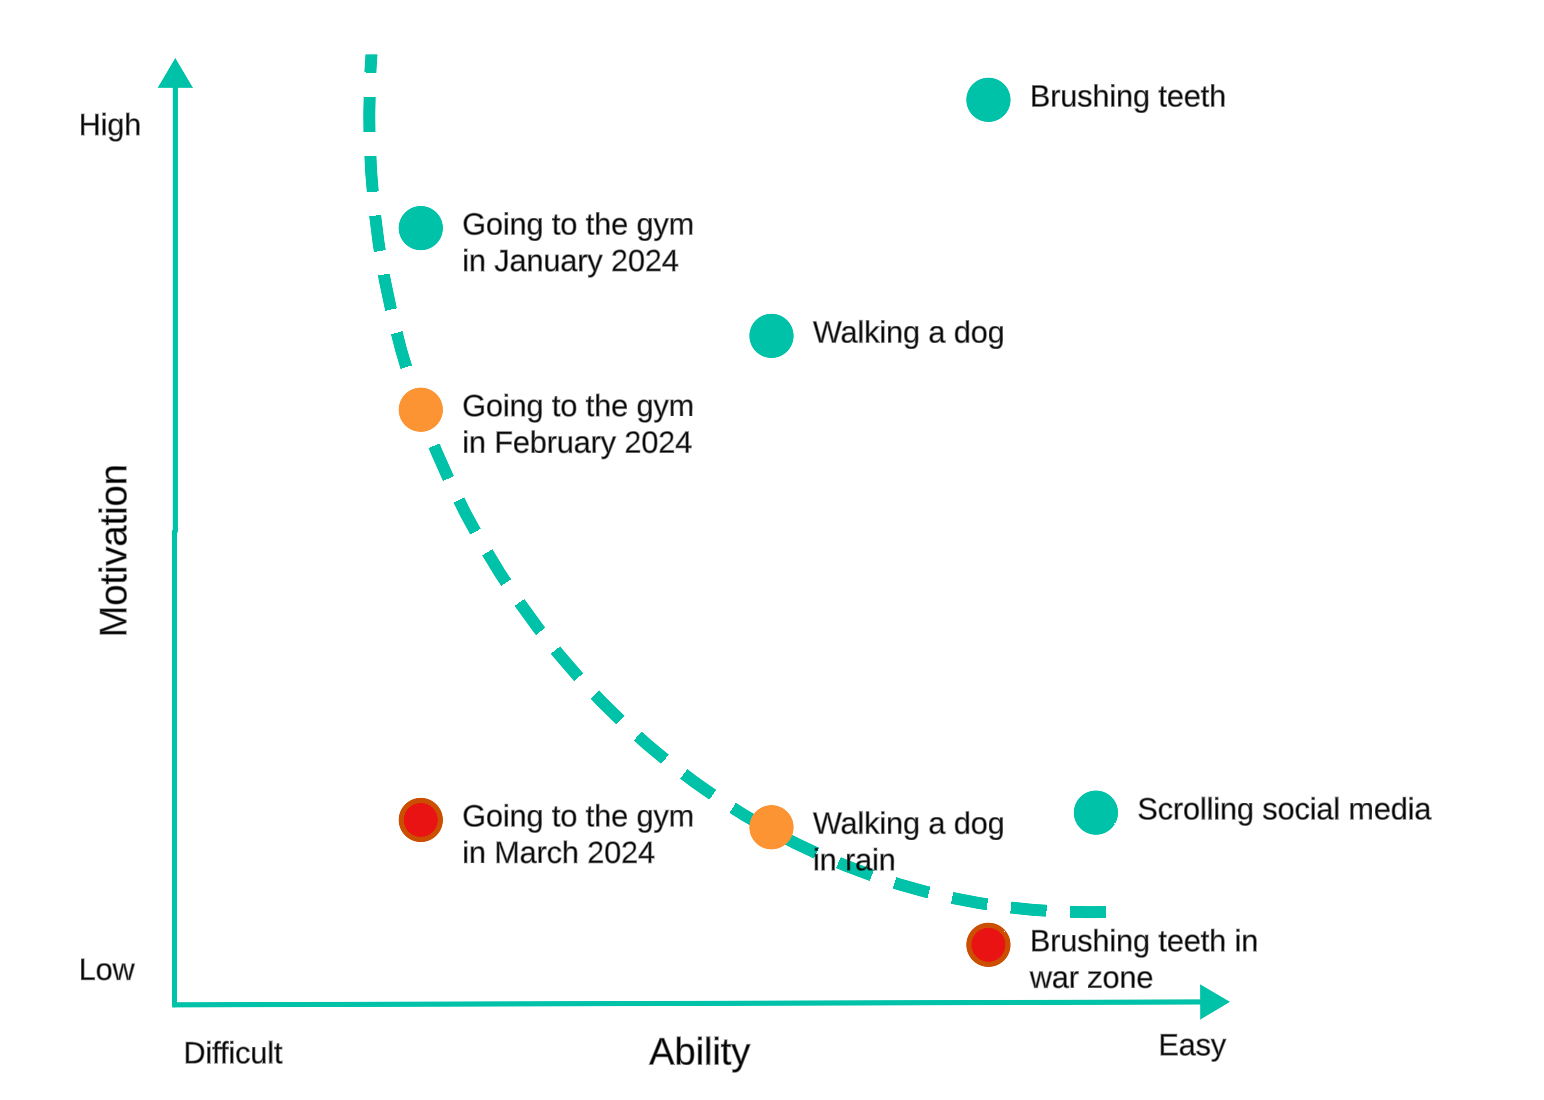 High
Brushing teeth
Going to the gym
in January 2024
Walking a dog
Going to the gym
in February 2024
Motivation
Going to the gym
in March 2024
Walking a dog
in rain
Scrolling social media
Brushing teeth in
war zone
Low
Difficult
Ability
Easy